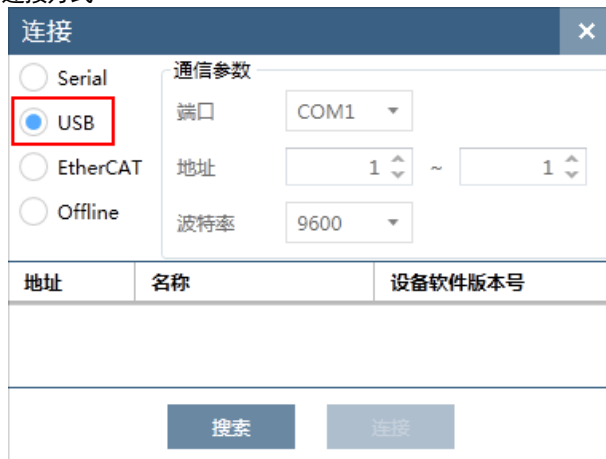 连接
Serial
USB
EtherCAT
Offline
通信参数
端口 COM1
地址 1 ~ 1
波特率 9600
地址 名称 设备软件版本号
搜索 连接